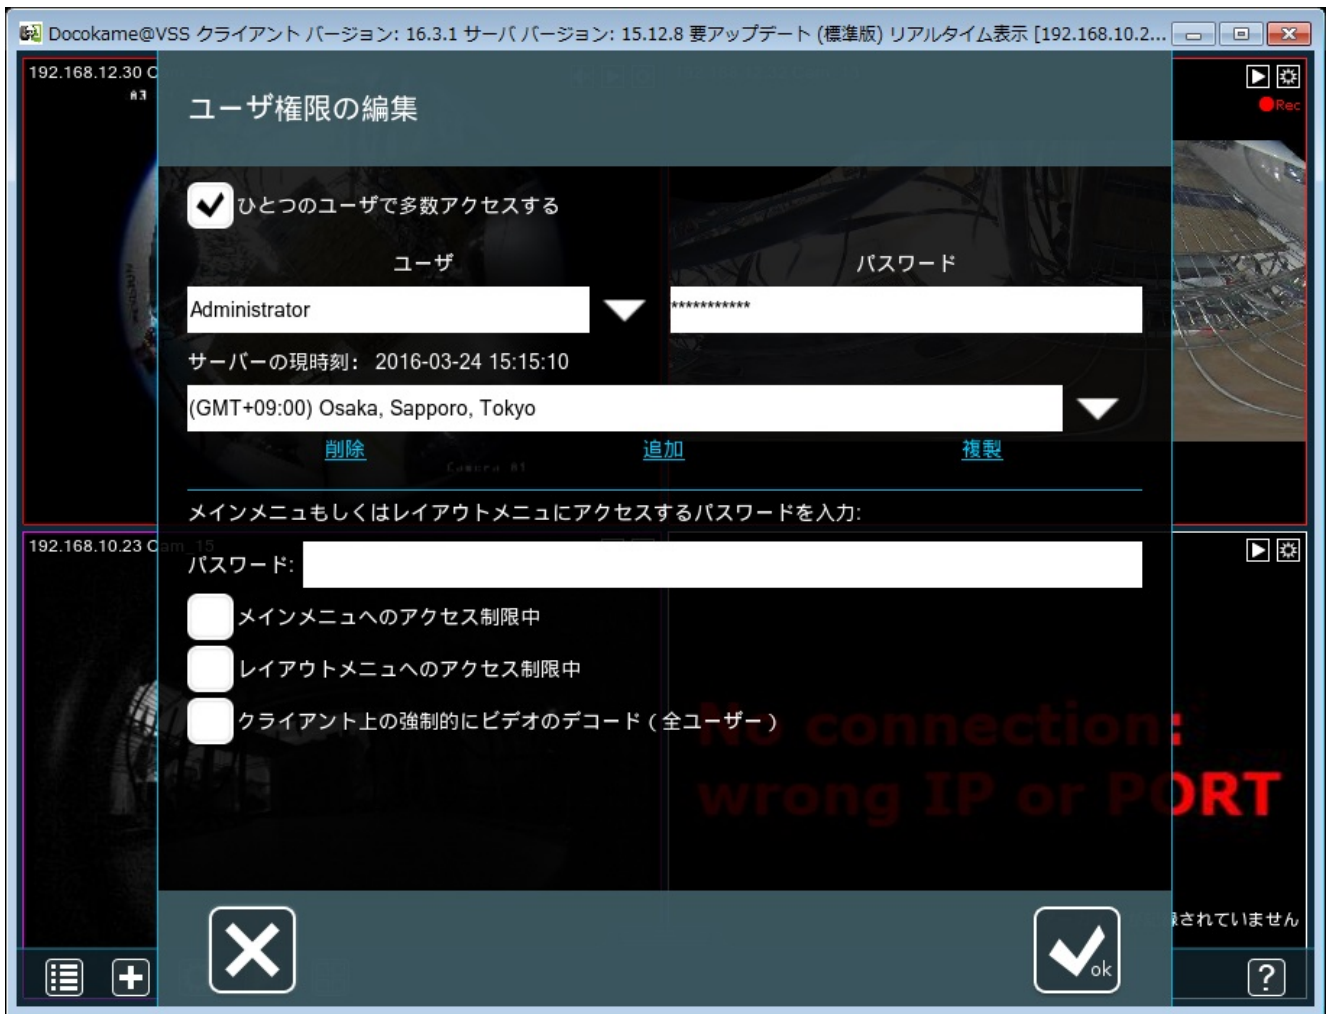 Docokame@VSS クライアント バージョン: 16.3.1 サーバ バージョン: 15.12.8 要アップデート (標準版) リアルタイム表示 [192.168.10.2...
192.168.12.30 C
A3
Rec
ユーザ権限の編集
ひとつのユーザで多数アクセスする
ユーザ
パスワード
Administrator
***********
サーバーの現時刻: 2016-03-24 15:15:10
(GMT+09:00) Osaka, Sapporo, Tokyo
削除
追加
複製
Camera A1
メインメニュもしくはレイアウトメニュにアクセスするパスワードを入力:
192.168.10.23 Cam_15
パスワード:
メインメニュへのアクセス制限中
レイアウトメニュへのアクセス制限中
クライアント上の強制的にビデオのデコード ( 全ユーザー )
No connection:
wrong IP or PORT
されていません
ok
?